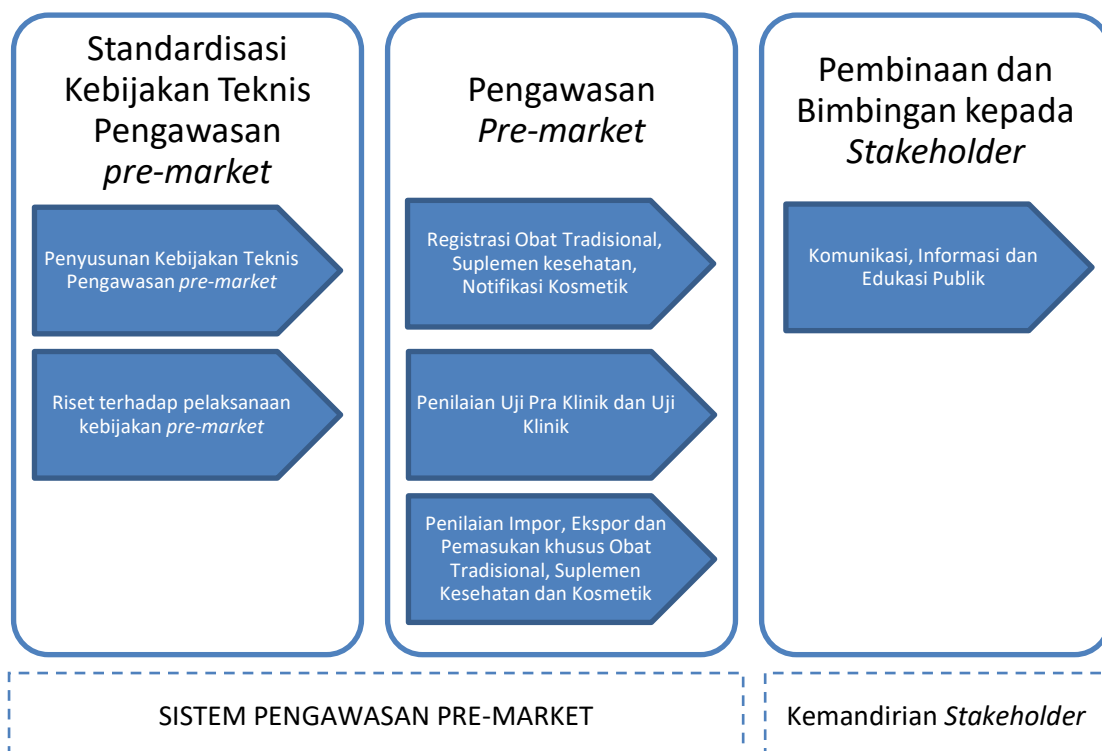 Standardisasi
Kebijakan Teknis
Pengawasan
pre-market
Penyusunan Kebijakan Teknis
Pengawasan pre-market
Riset terhadap pelaksanaan
kebijakan pre-market
Pengawasan
Pre-market
Registrasi Obat Tradisional,
Suplemen kesehatan,
Notifikasi Kosmetik
Penilaian Uji Pra Klinik dan Uji
Klinik
Penilaian Impor, Ekspor dan
Pemasukan khusus Obat
Tradisional, Suplemen
Kesehatan dan Kosmetik
Pembinaan dan
Bimbingan kepada
Stakeholder
Komunikasi, Informasi dan
Edukasi Publik
SISTEM PENGAWASAN PRE-MARKET
Kemandirian Stakeholder